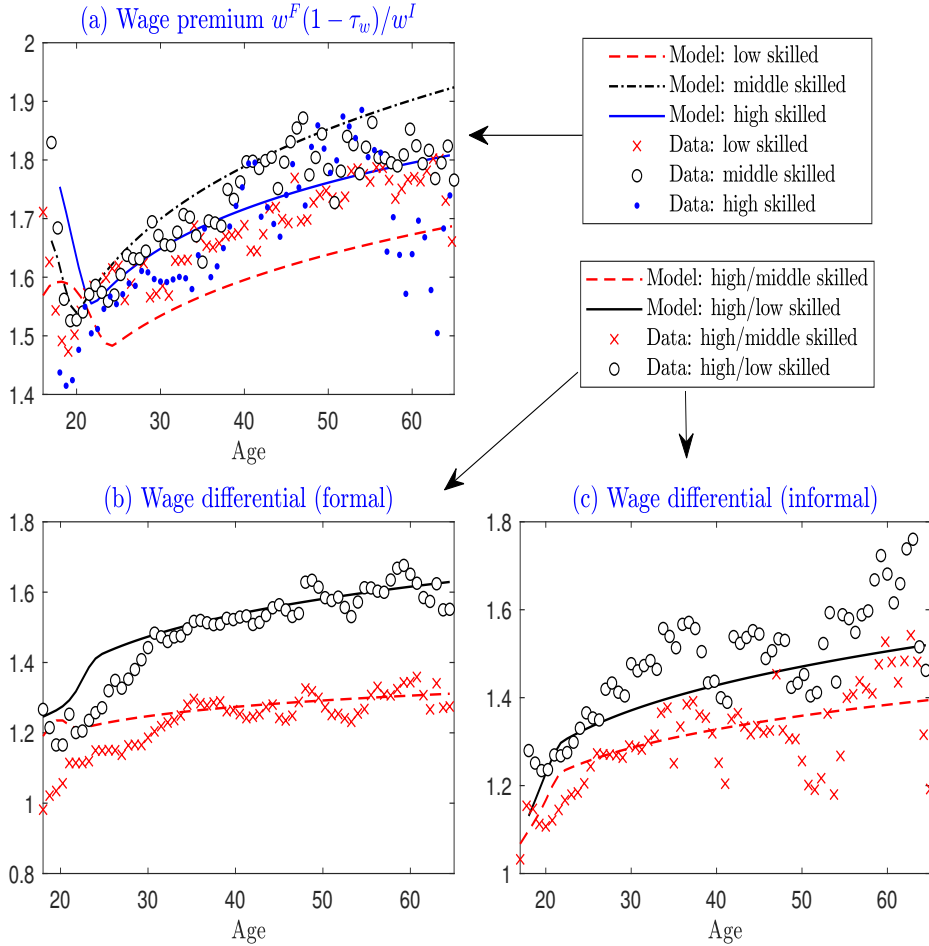 (a) Wage premium w^F(1 − τ_w)/w^I
2
1.9
1.8
1.7
1.6
1.5
1.4
20 30 40 50 60
Age
Model: low skilled
Model: middle skilled
Model: high skilled
Data: low skilled
Data: middle skilled
Data: high skilled
Model: high/middle skilled
Model: high/low skilled
Data: high/middle skilled
Data: high/low skilled
(b) Wage differential (formal)
1.8
1.6
1.4
1.2
1
0.8
20 30 40 50 60
Age
(c) Wage differential (informal)
1.8
1.6
1.4
1.2
1
20 30 40 50 60
Age